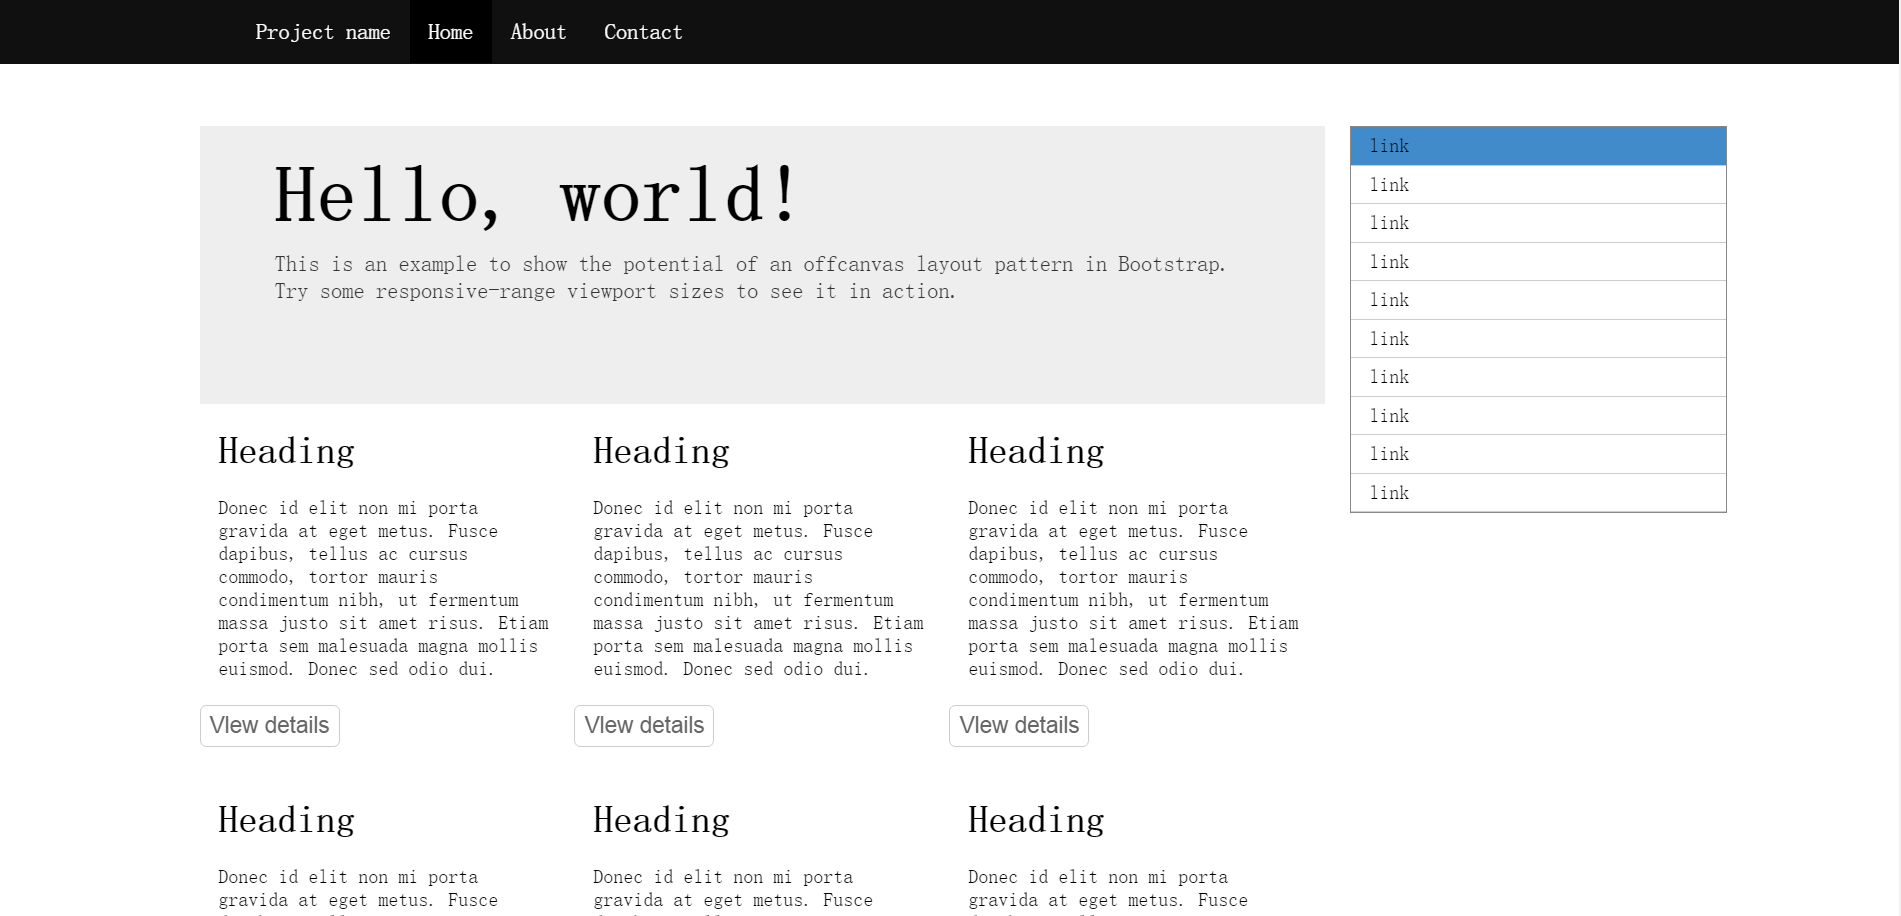 Project name Home About Contact
Hello, world!
This is an example to show the potential of an offcanvas layout pattern in Bootstrap.
Try some responsive-range viewport sizes to see it in action.
link
link
link
link
link
link
link
link
link
link
Heading
Donec id elit non mi porta
gravida at eget metus. Fusce
dapibus, tellus ac cursus
commodo, tortor mauris
condimentum nibh, ut fermentum
massa justo sit amet risus. Etiam
porta sem malesuada magna mollis
euismod. Donec sed odio dui.
VIew details
Heading
Donec id elit non mi porta
gravida at eget metus. Fusce
dapibus, tellus ac cursus
commodo, tortor mauris
condimentum nibh, ut fermentum
massa justo sit amet risus. Etiam
porta sem malesuada magna mollis
euismod. Donec sed odio dui.
VIew details
Heading
Donec id elit non mi porta
gravida at eget metus. Fusce
dapibus, tellus ac cursus
commodo, tortor mauris
condimentum nibh, ut fermentum
massa justo sit amet risus. Etiam
porta sem malesuada magna mollis
euismod. Donec sed odio dui.
VIew details
Heading
Donec id elit non mi porta
gravida at eget metus. Fusce
Heading
Donec id elit non mi porta
gravida at eget metus. Fusce
Heading
Donec id elit non mi porta
gravida at eget metus. Fusce